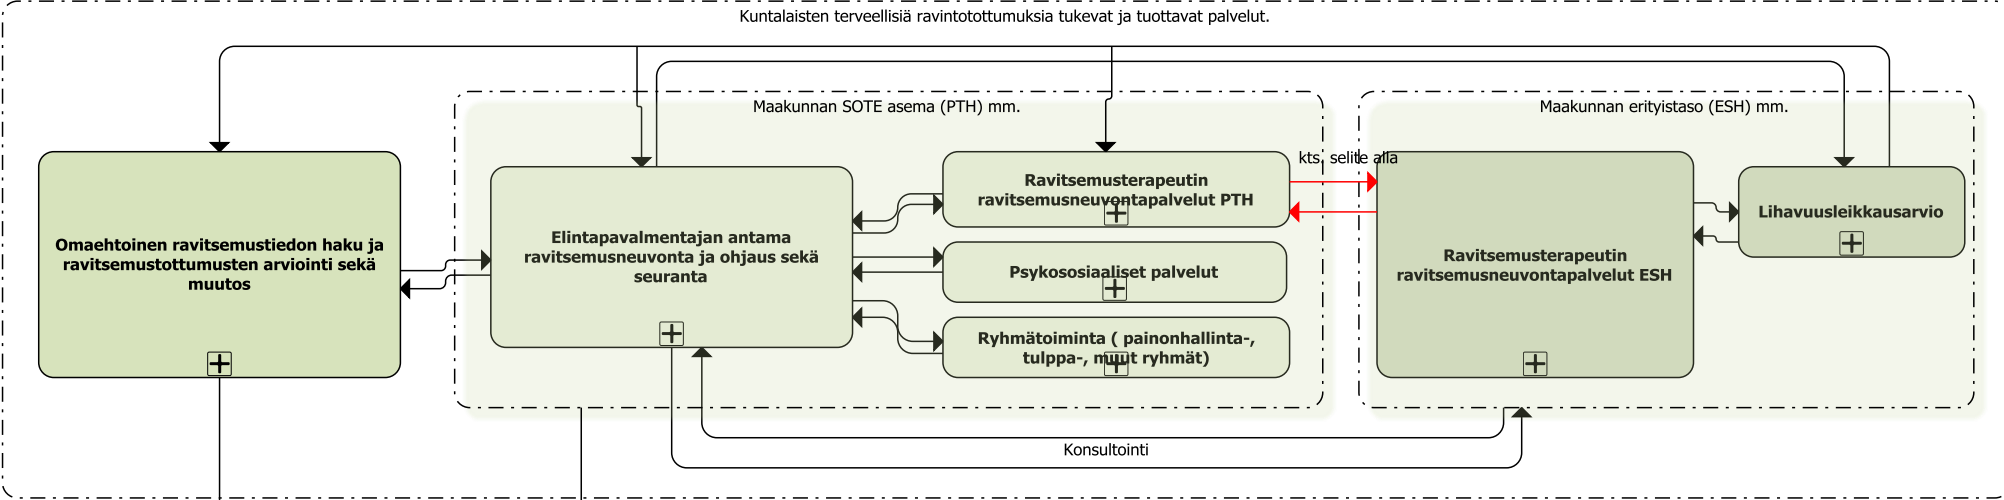 Kuntalaisten terveellisiä ravintotottumuksia tukevat ja tuottavat palvelut.
Maakunnan SOTE asema (PTH) mm.
Maakunnan erityistaso (ESH) mm.
kts. selite alla
Omaehtoinen ravitsemustiedon haku ja
ravitsemustottumusten arviointi sekä
muutos
Elintapavalmentajan antama
ravitsemusneuvonta ja ohjaus sekä
seuranta
Ravitsemusterapeutin
ravitsemusneuvontapalvelut PTH
Psykososiaaliset palvelut
Ryhmätoiminta ( painonhallinta-,
tulppa-, muut ryhmät)
Ravitsemusterapeutin
ravitsemusneuvontapalvelut ESH
Lihavuusleikkausarvio
Konsultointi